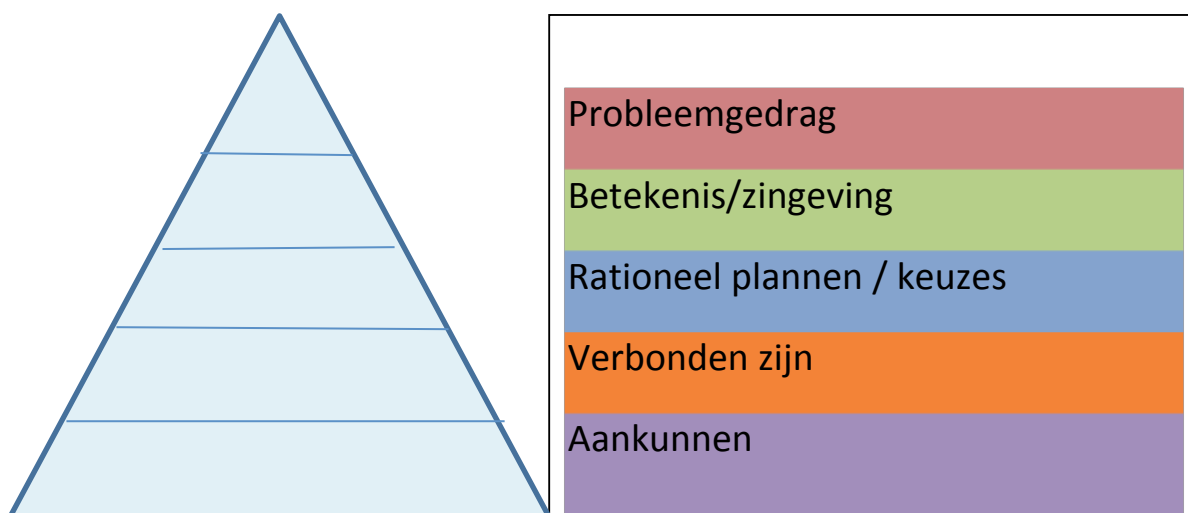 Probleemgedrag
Betekenis/zingeving
Rationeel plannen / keuzes
Verbonden zijn
Aankunnen